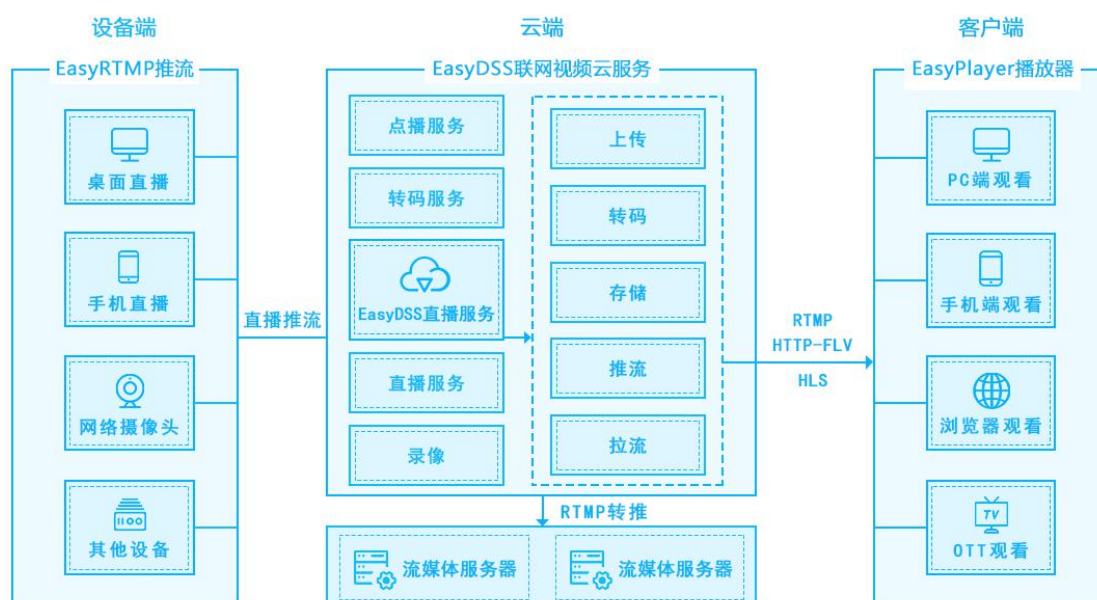 设备端
EasyRTMP推流
桌面直播
手机直播
网络摄像头
其他设备
直播推流
云端
EasyDSS联网视频云服务
点播服务
转码服务
EasyDSS直播服务
直播服务
录像
上传
转码
存储
推流
拉流
RTMP转推
流媒体服务器
流媒体服务器
RTMP
HTTP-FLV
HLS
客户端
EasyPlayer播放器
PC端观看
手机端观看
浏览器观看
TV
OTT观看